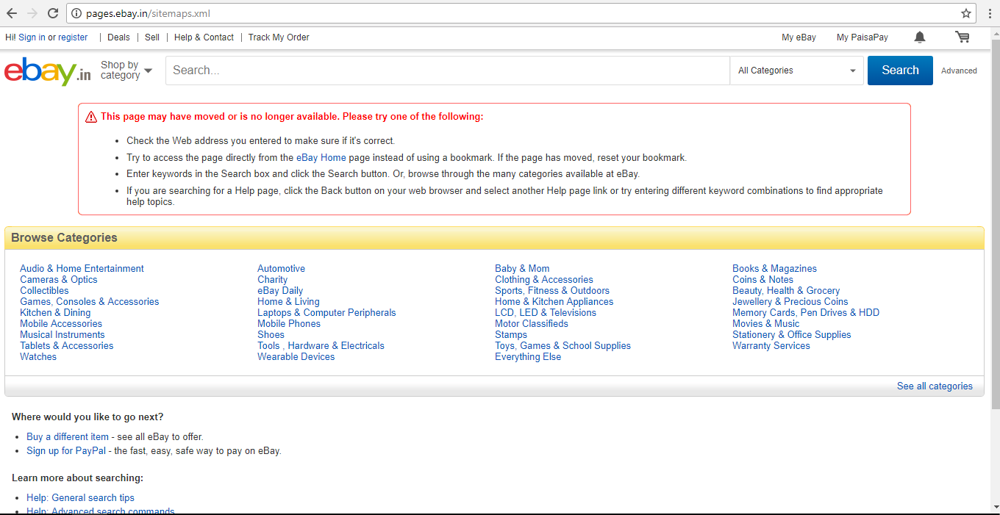 pages.ebay.in/sitemaps.xml
Hi! Sign in or register | Deals | Sell | Help & Contact | Track My Order My eBay My PaisaPay
ebay.in Shop by category Search... All Categories Search Advanced
This page may have moved or is no longer available. Please try one of the following:
• Check the Web address you entered to make sure if it's correct.
• Try to access the page directly from the eBay Home page instead of using a bookmark. If the page has moved, reset your bookmark.
• Enter keywords in the Search box and click the Search button. Or, browse through the many categories available at eBay.
• If you are searching for a Help page, click the Back button on your web browser and select another Help page link or try entering different keyword combinations to find appropriate
help topics.
Browse Categories
Audio & Home Entertainment Automotive Baby & Mom Books & Magazines
Cameras & Optics Charity Clothing & Accessories Coins & Notes
Collectibles eBay Daily Sports, Fitness & Outdoors Beauty, Health & Grocery
Games, Consoles & Accessories Home & Living Home & Kitchen Appliances Jewellery & Precious Coins
Kitchen & Dining Laptops & Computer Peripherals LCD, LED & Televisions Memory Cards, Pen Drives & HDD
Mobile Accessories Mobile Phones Motor Classifieds Movies & Music
Musical Instruments Shoes Stamps Stationery & Office Supplies
Tablets & Accessories Tools , Hardware & Electricals Toys, Games & School Supplies Warranty Services
Watches Wearable Devices Everything Else
See all categories
Where would you like to go next?
• Buy a different item - see all eBay to offer.
• Sign up for PayPal - the fast, easy, safe way to pay on eBay.
Learn more about searching:
• Help: General search tips
• Help: Advanced search commands